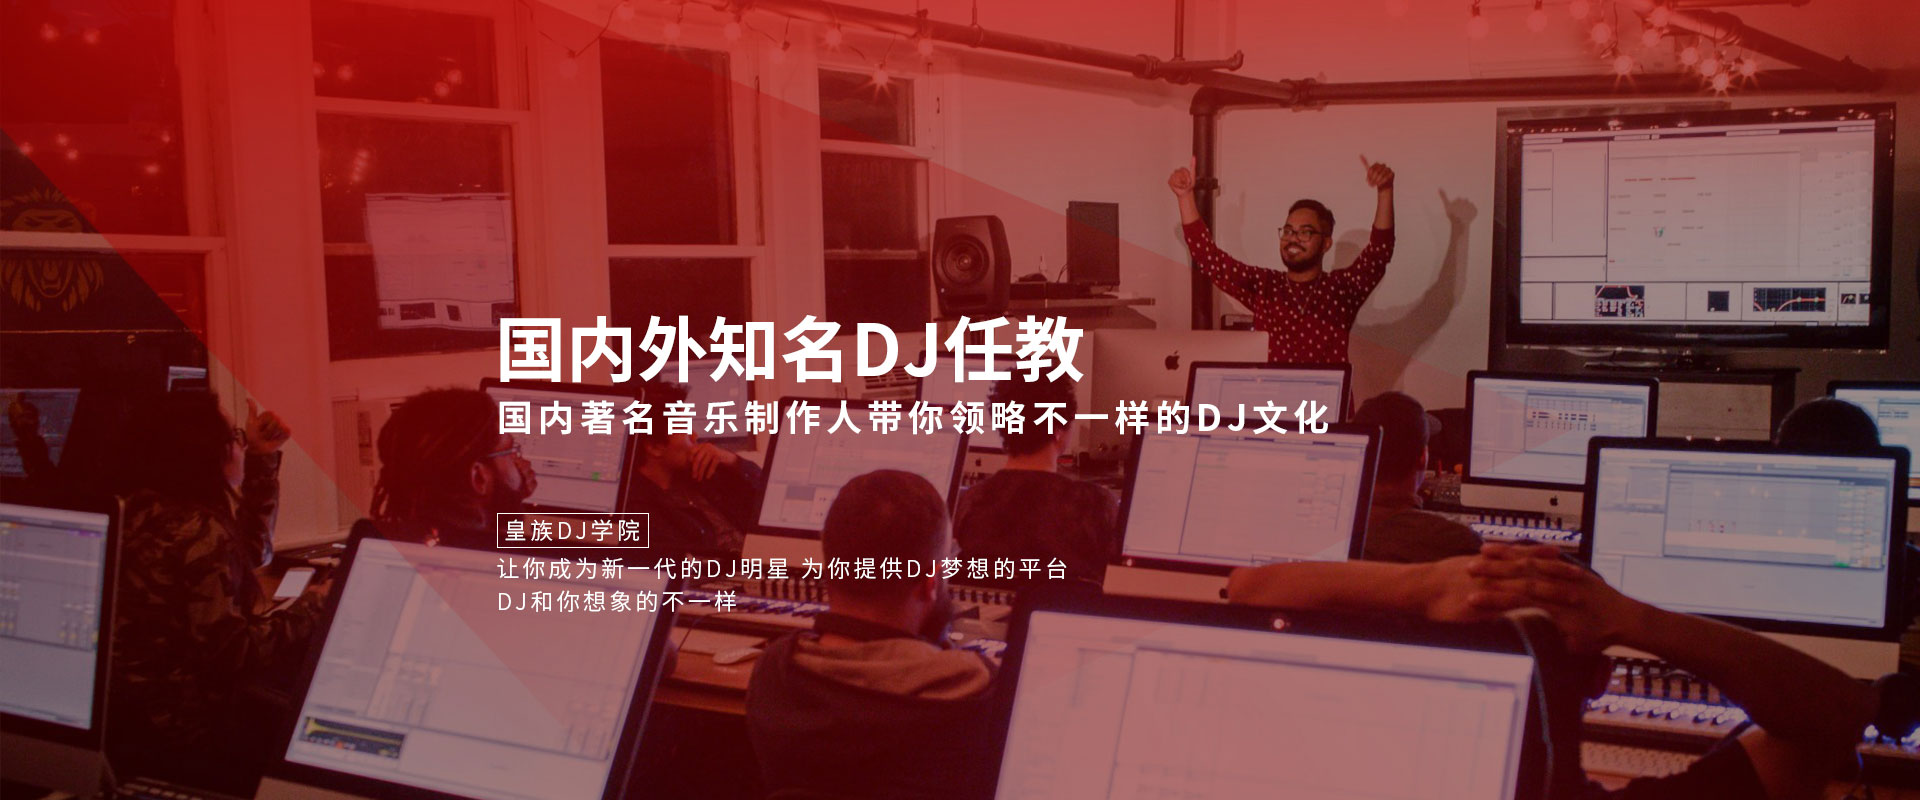 国内外知名DJ任教
国内著名音乐制作人带你领略不一样的DJ文化
皇族DJ学院
让你成为新一代的DJ明星 为你提供DJ梦想的平台
DJ和你想象的不一样